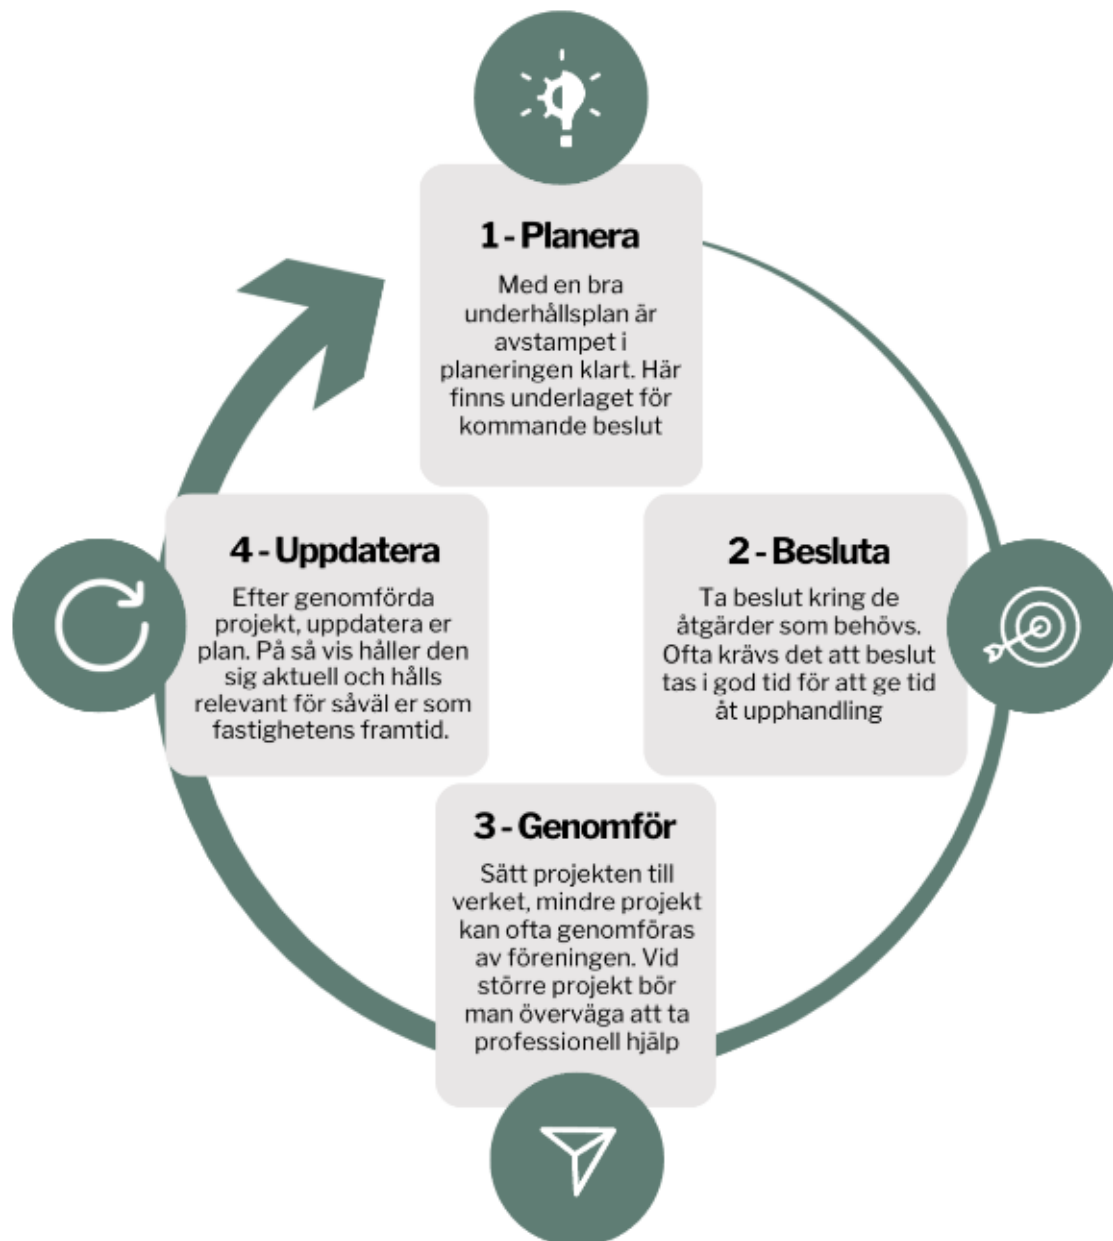 1 - Planera
Med en bra
underhållsplan är
avstampet i
planeringen klart. Här
finns underlaget för
kommande beslut
2 - Besluta
Ta beslut kring de
åtgärder som behövs.
Ofta krävs det att beslut
tas i god tid för att ge tid
åt upphandling
3 - Genomför
Sätt projekten till
verket, mindre projekt
kan ofta genomföras
av föreningen. Vid
större projekt bör
man överväga att ta
professionell hjälp
4 - Uppdatera
Efter genomförda
projekt, uppdatera er
plan. På så vis håller den
sig aktuell och hålls
relevant för såväl er som
fastighetens framtid.